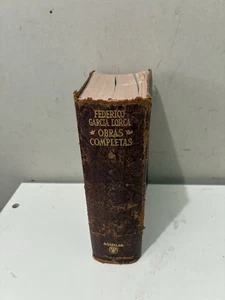 FEDERICO
GARCIA LORCA
OBRAS
COMPLETAS
AGUILAR